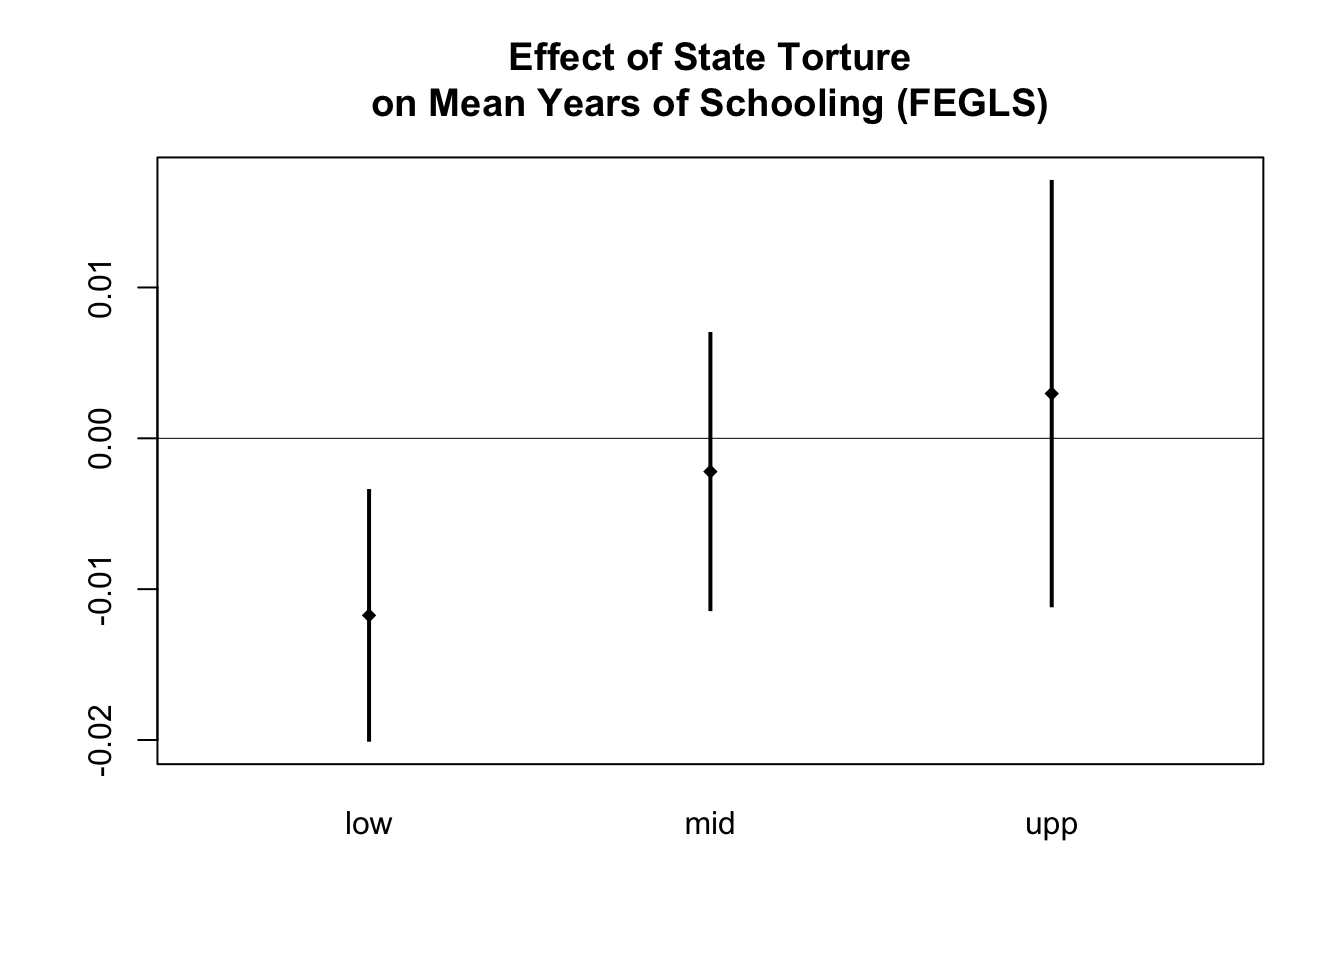 Effect of State Torture
on Mean Years of Schooling (FEGLS)
0.01
0.00
-0.01
-0.02
low mid upp